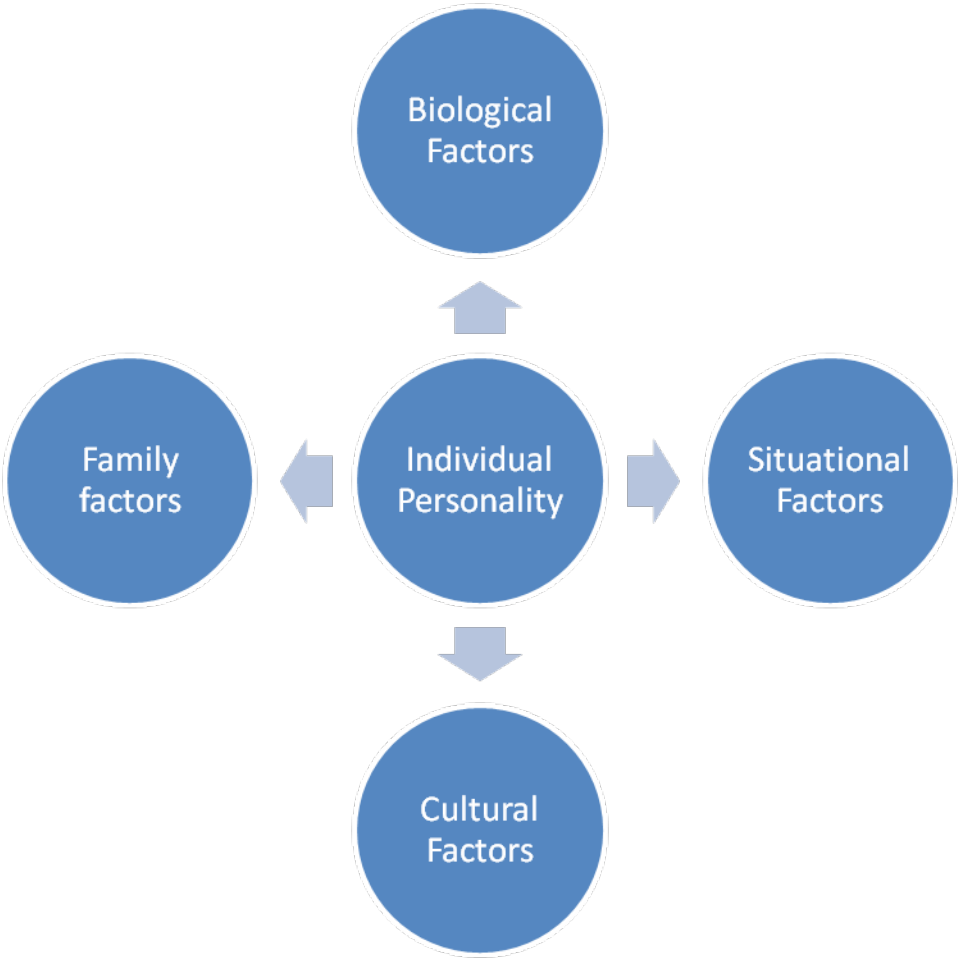 Biological
Factors
Family
factors
Individual
Personality
Situational
Factors
Cultural
Factors